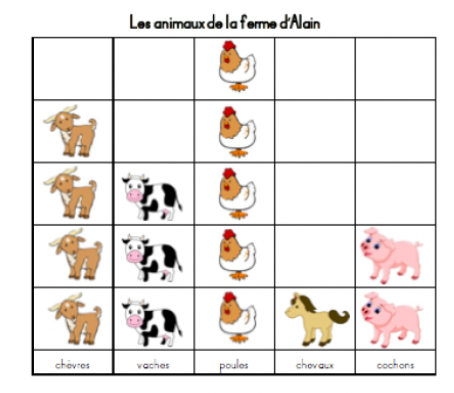 Les animaux de la ferme d'Alain
chèvres vaches poules chevaux cochons